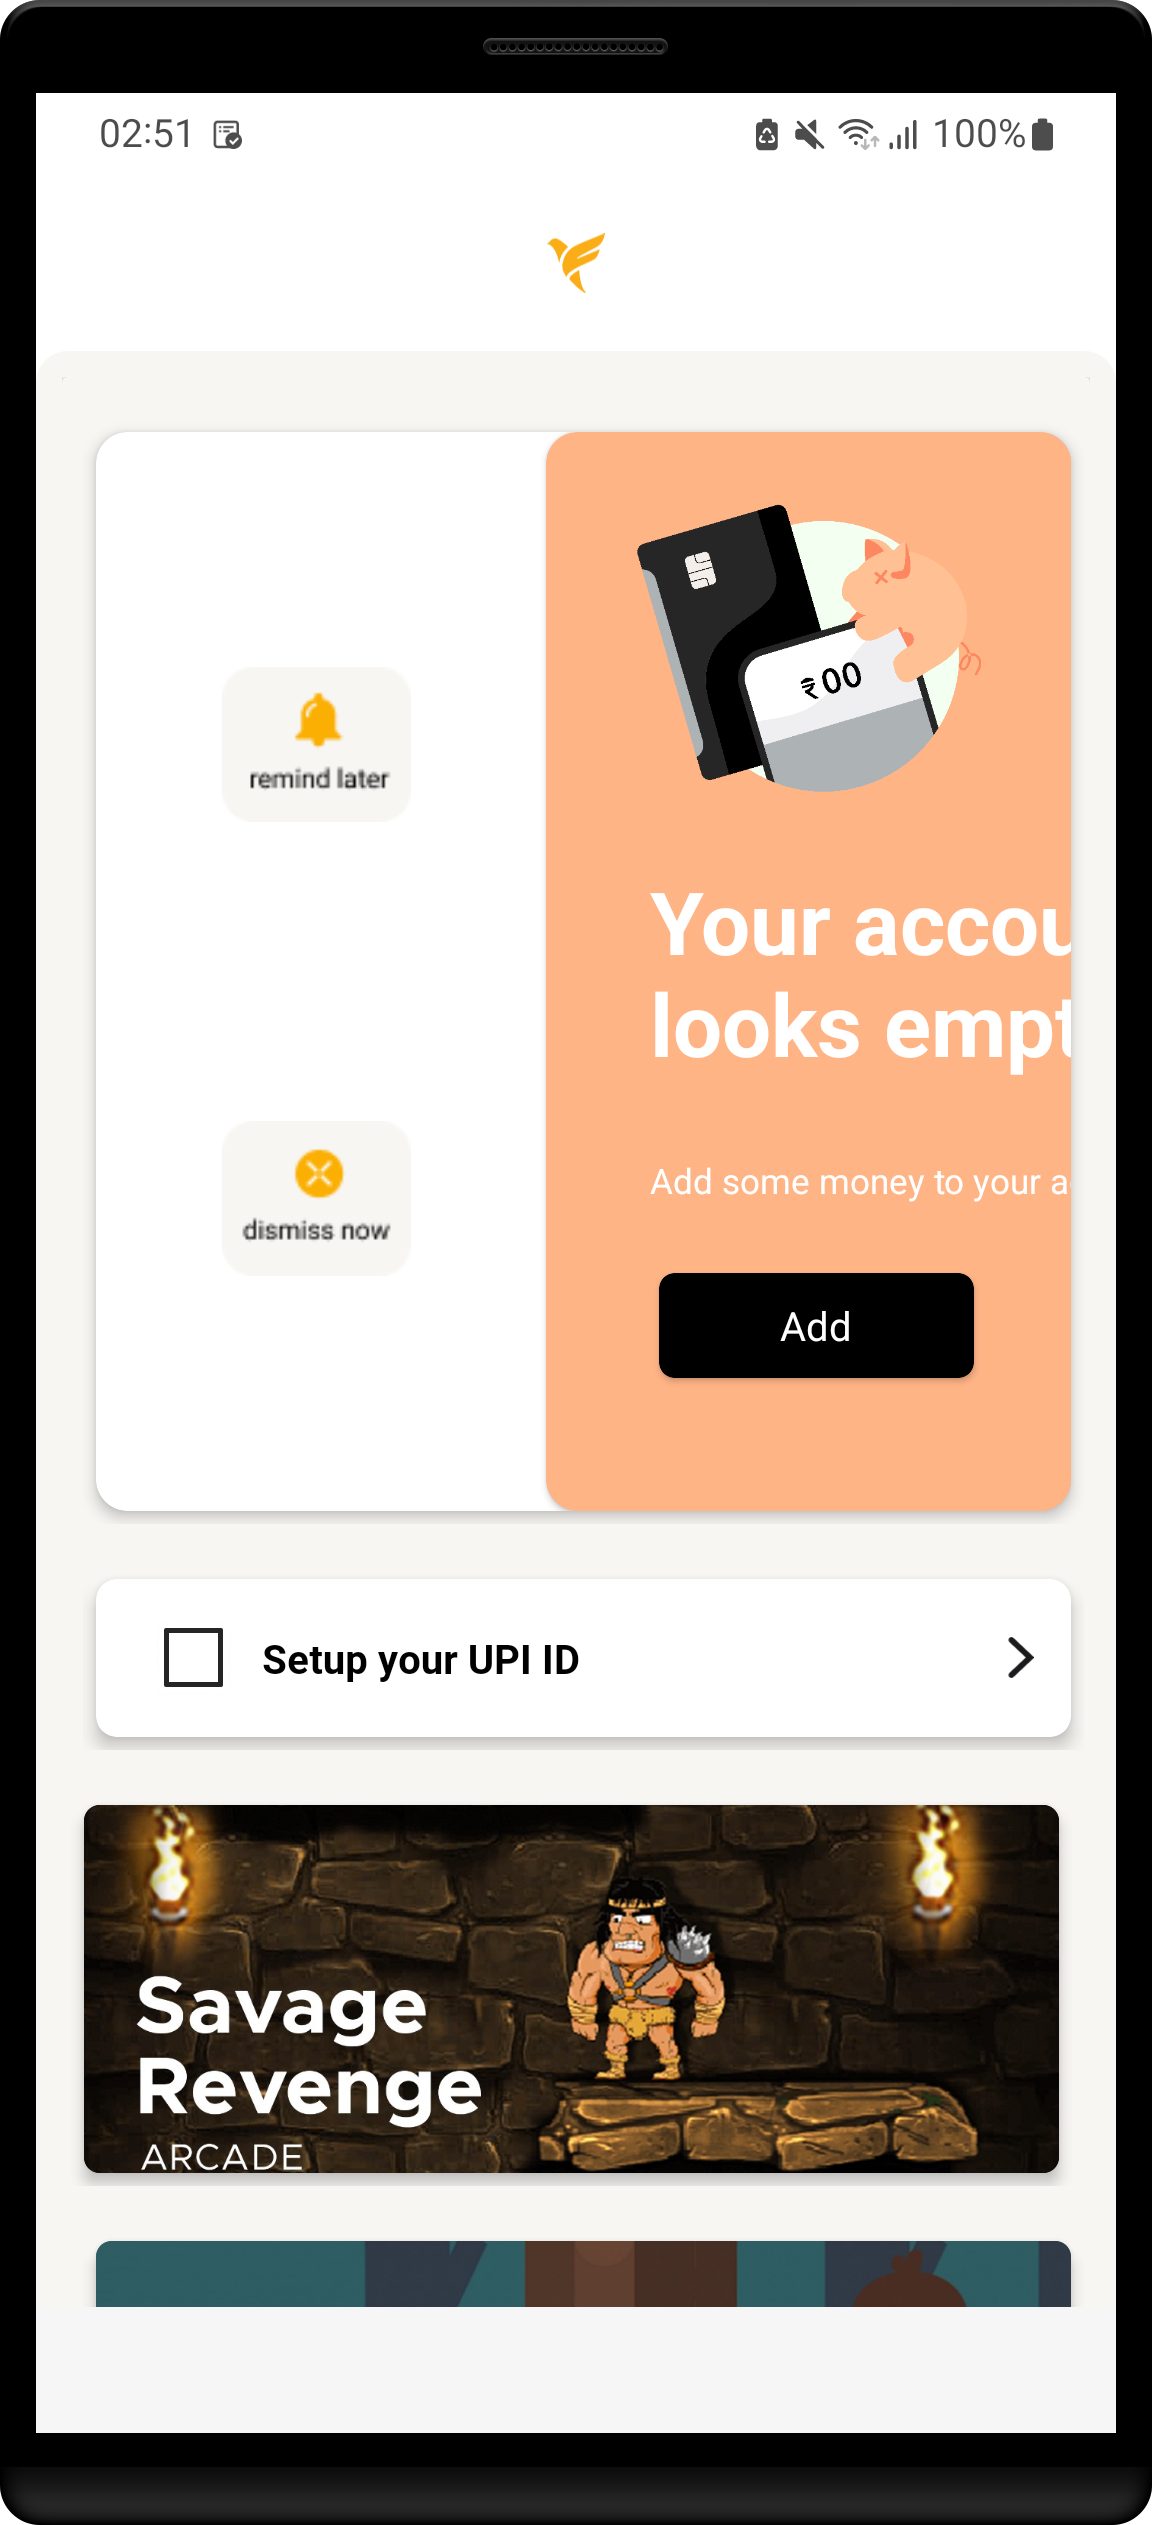 02:51
100%
remind later
dismiss now
₹00
Your accou
looks empt
Add some money to your a
Add
Setup your UPI ID
Savage
Revenge
ARCADE